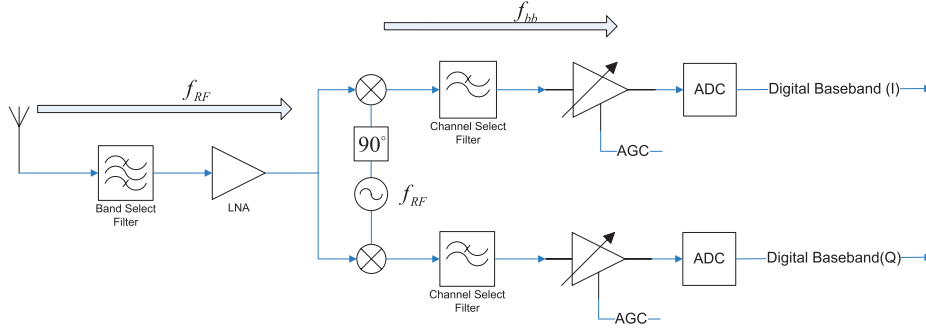 f_bb
f_RF
Channel Select
Filter
ADC
Digital Baseband (I)
AGC
90°
Band Select
Filter
LNA
f_RF
Channel Select
Filter
ADC
Digital Baseband(Q)
AGC